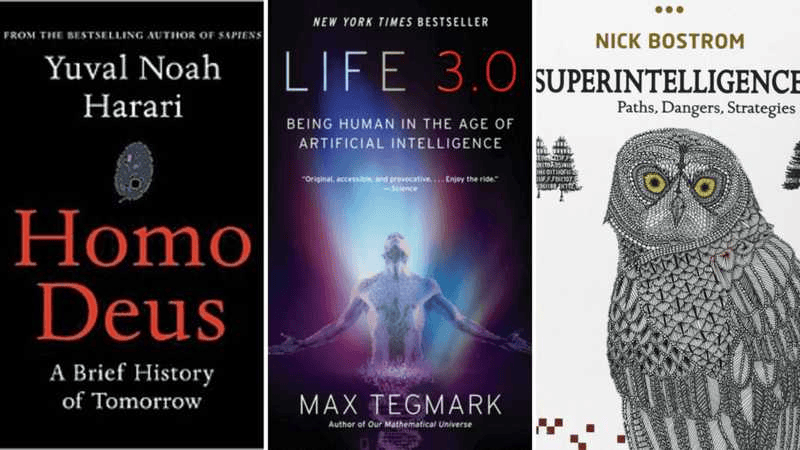 FROM THE BESTSELLING AUTHOR OF SAPIENS
Yuval Noah
Harari
Homo
Deus
A Brief History
of Tomorrow
NEW YORK TIMES BESTSELLER
LIFE 3.0
BEING HUMAN IN THE AGE OF
ARTIFICIAL INTELLIGENCE
"Original, accessible, and provocative. . . . Enjoy the ride."
—Science
MAX TEGMARK
Author of Our Mathematical Universe
NICK BOSTROM
SUPERINTELLIGENCE
Paths, Dangers, Strategies